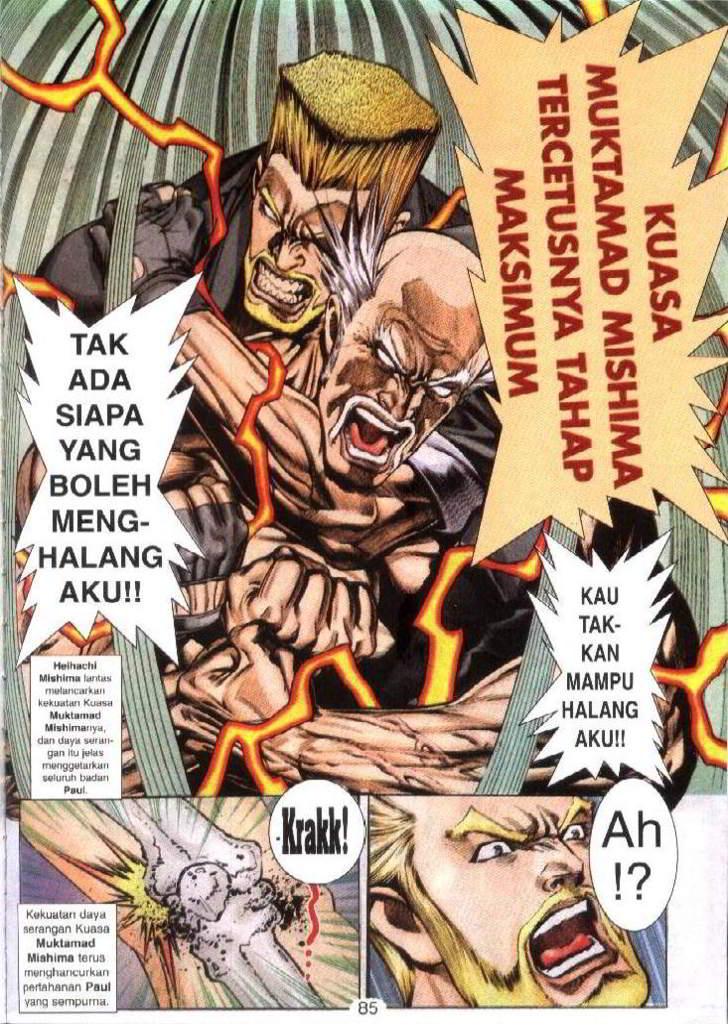 KUASA
MUKTAMAD MISHIMA
TERCETUSNYA TAHAP
MAKSIMUM
TAK
ADA
SIAPA
YANG
BOLEH
MENG-
HALANG
AKU!!
KAU
TAK-
KAN
MAMPU
HALANG
AKU!!
Heihachi
Mishima lantas
melancarkan
kekuatan Kuasa
Muktamad
Mishimanya,
dan daya seran-
gan itu jelas
menggetarkan
seluruh badan
Paul.
Krakk!
Ah
!?
Kekuatan daya
serangan Kuasa
Muktamad
Mishima terus
menghancurkan
pertahanan Paul
yang sempurna.
85